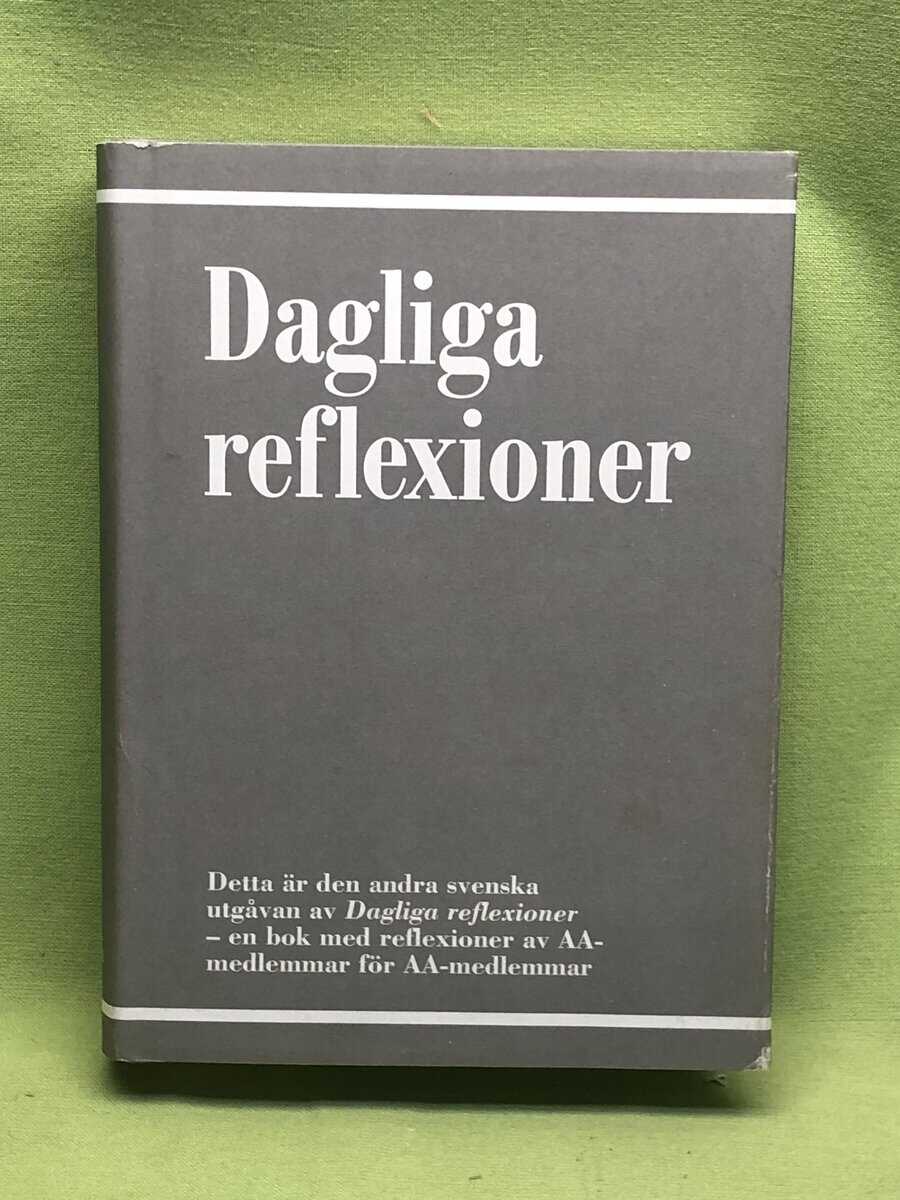 Dagliga
reflexioner
Detta är den andra svenska
utgåvan av Dagliga reflexioner
– en bok med reflexioner av AA-
medlemmar för AA-medlemmar